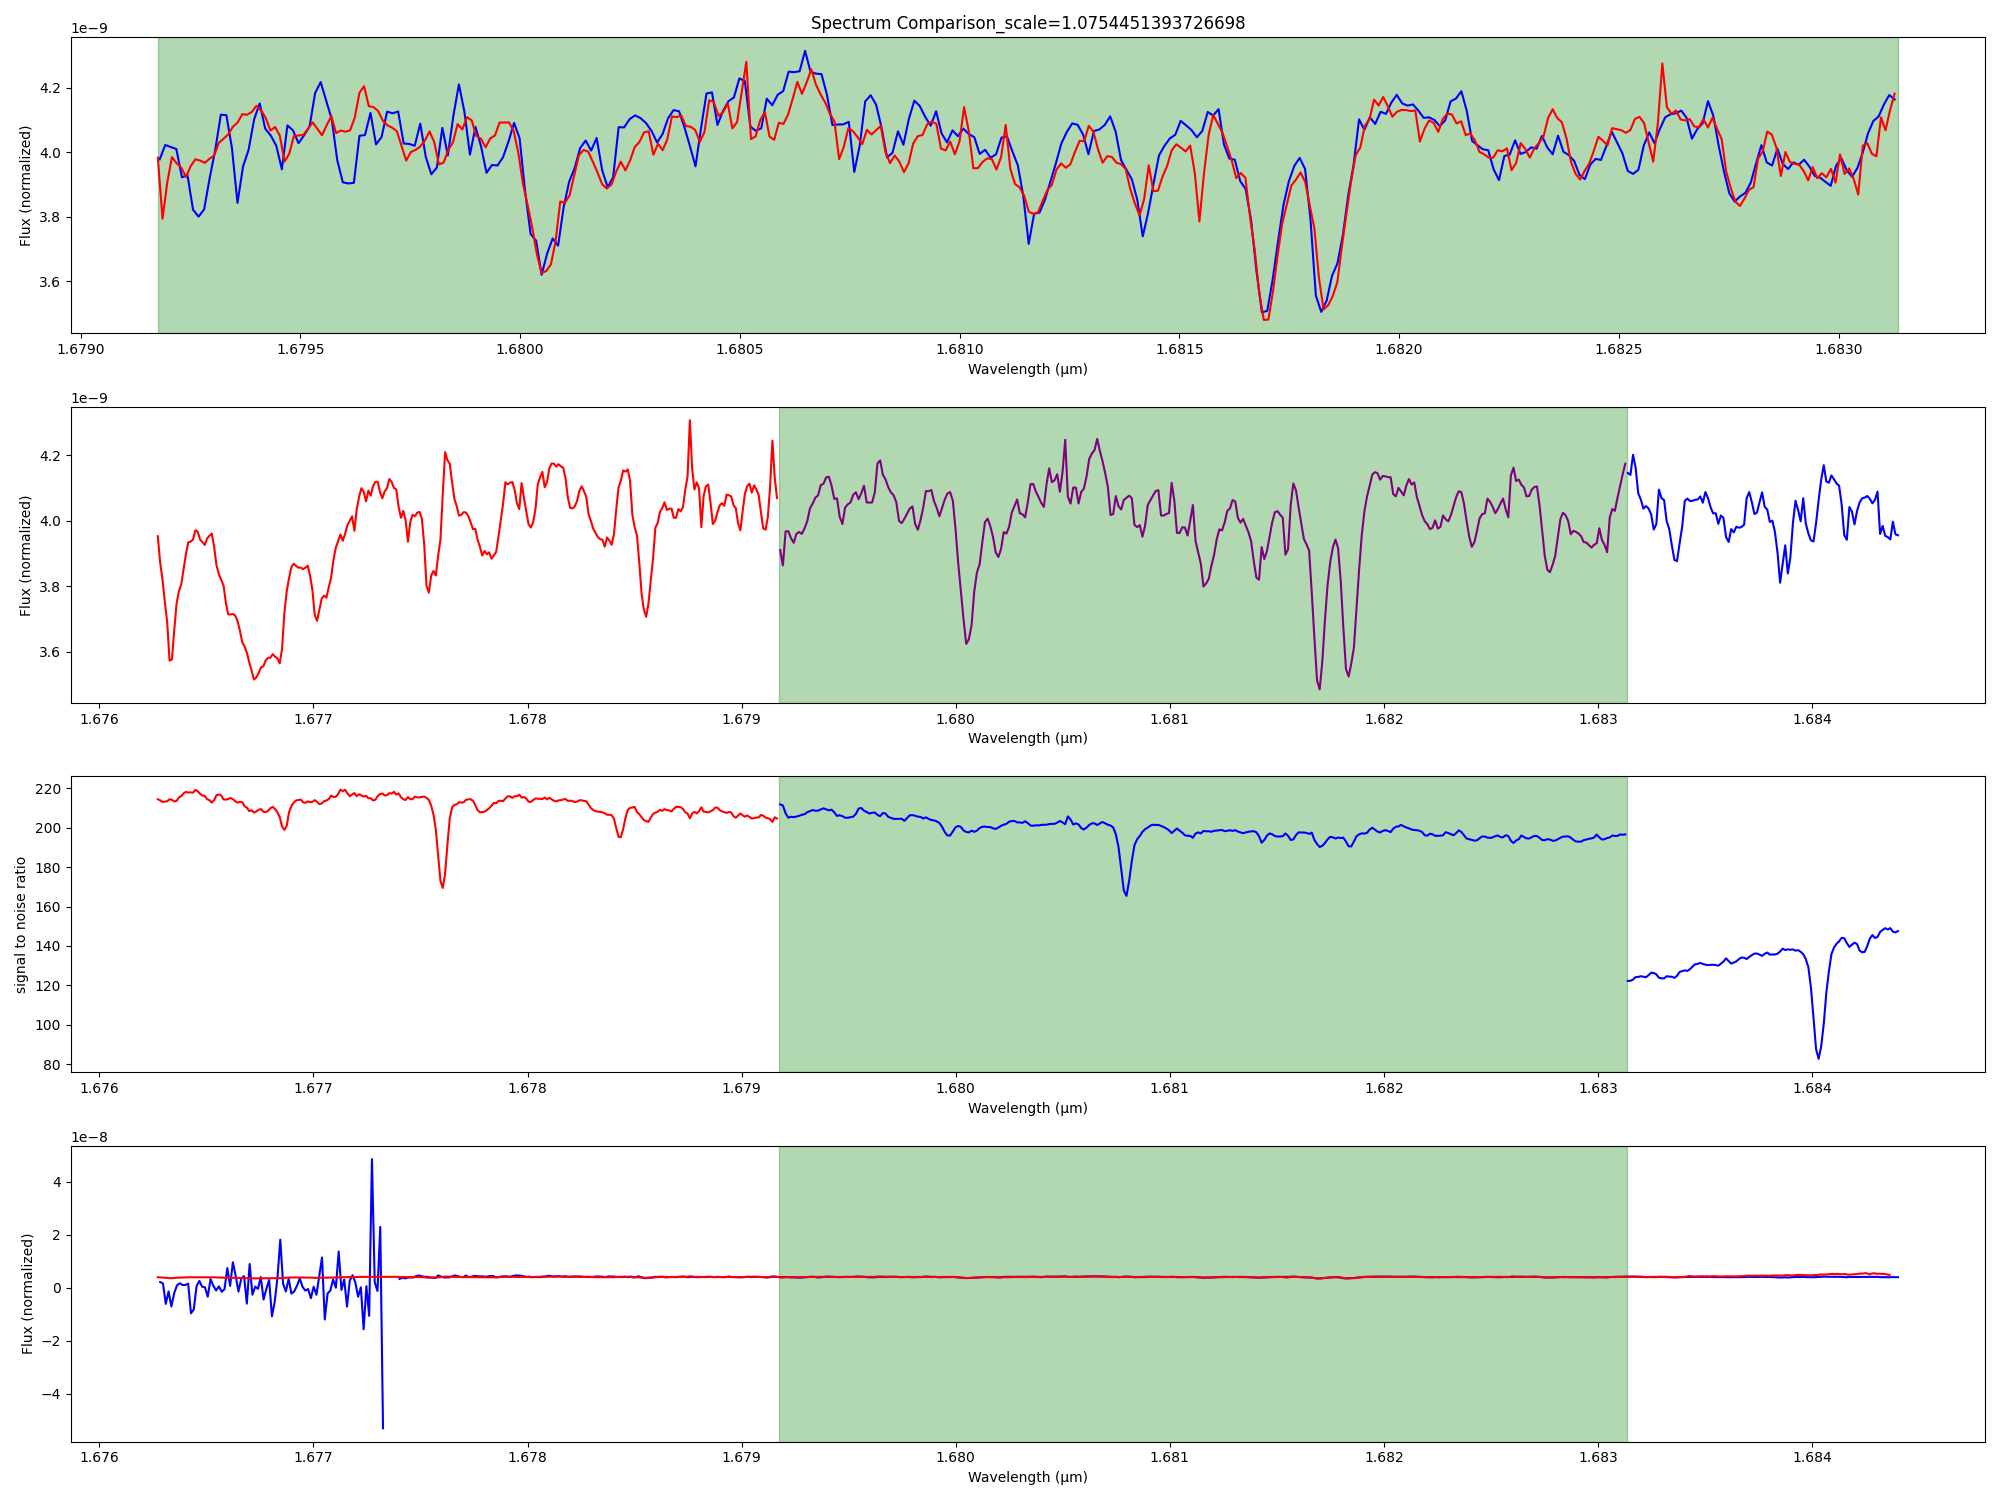 Spectrum Comparison_scale=1.0754451393726698
1e−9
Flux (normalized)
4.2
4.0
3.8
3.6
1.6790 1.6795 1.6800 1.6805 1.6810 1.6815 1.6820 1.6825 1.6830
Wavelength (μm)
1e−9
Flux (normalized)
4.2
4.0
3.8
3.6
1.676 1.677 1.678 1.679 1.680 1.681 1.682 1.683 1.684
Wavelength (μm)
signal to noise ratio
220
200
180
160
140
120
100
80
1.676 1.677 1.678 1.679 1.680 1.681 1.682 1.683 1.684
Wavelength (μm)
1e−8
Flux (normalized)
4
2
0
−2
−4
1.676 1.677 1.678 1.679 1.680 1.681 1.682 1.683 1.684
Wavelength (μm)